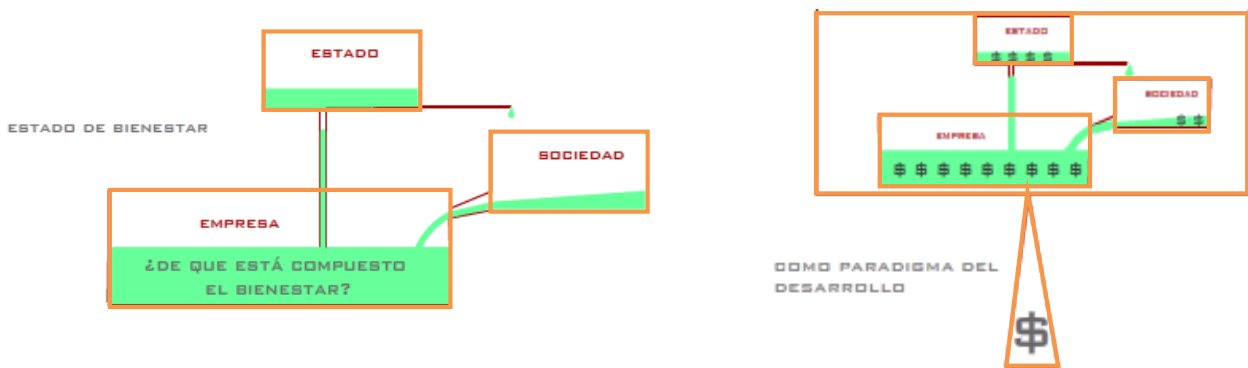 ESTADO
ESTADO DE BIENESTAR
SOCIEDAD
EMPRESA
¿DE QUE ESTÁ COMPUESTO
EL BIENESTAR?
ESTADO
$ $ $ $
SOCIEDAD
$ $
EMPRESA
$ $ $ $ $ $ $ $ $
COMO PARADIGMA DEL
DESARROLLO
$